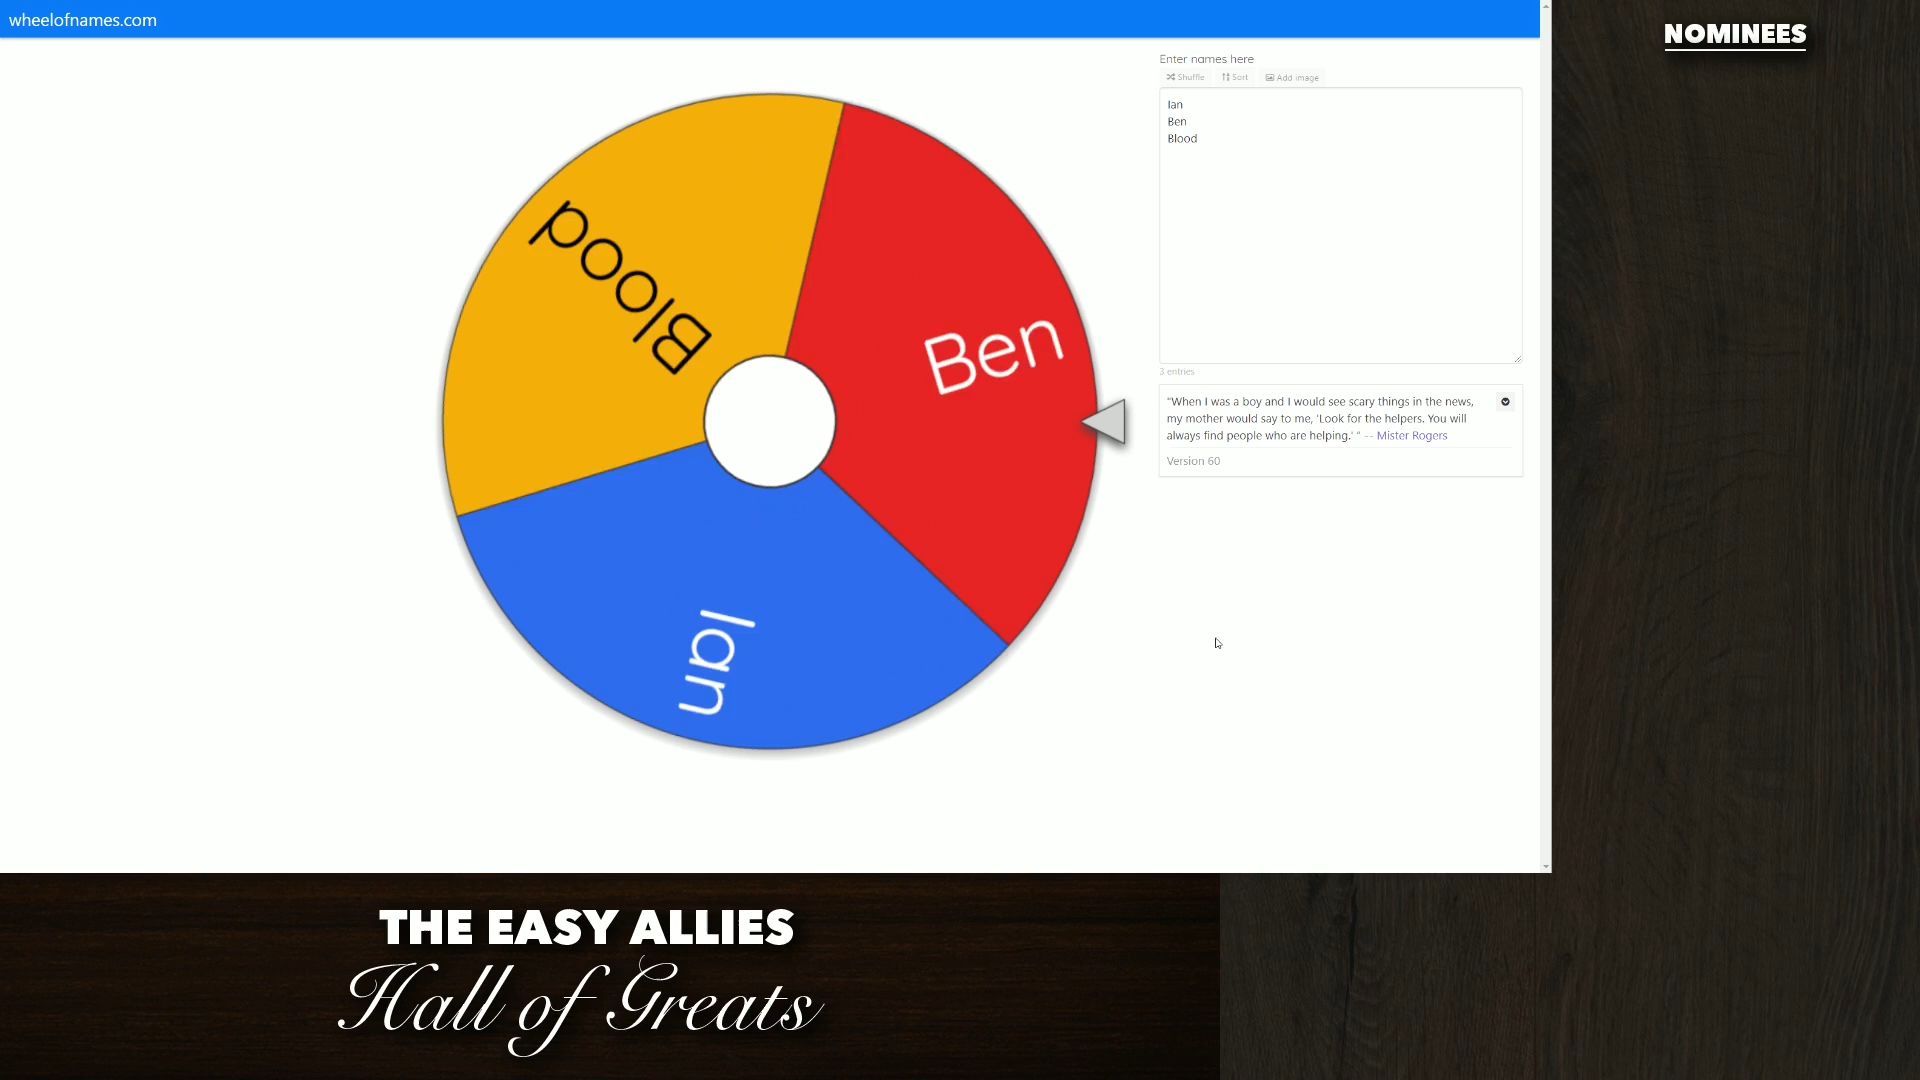 wheelofnames.com
NOMINEES
Enter names here
Shuffle Sort Add image
Ian
Ben
Blood
3 entries
"When I was a boy and I would see scary things in the news,
my mother would say to me, 'Look for the helpers. You will
always find people who are helping.' " -- Mister Rogers
Version 60
Blood
Ben
Ian
THE EASY ALLIES
Hall of Greats